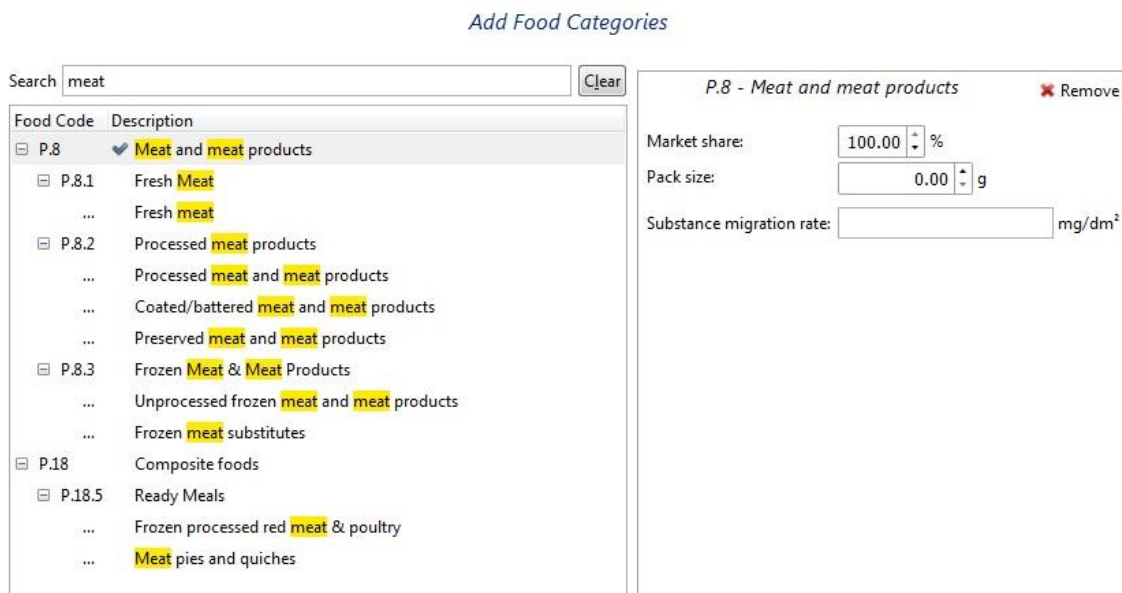 Add Food Categories
Search meat Clear
Food Code Description
P.8 Meat and meat products
P.8.1 Fresh Meat
... Fresh meat
P.8.2 Processed meat products
... Processed meat and meat products
... Coated/battered meat and meat products
... Preserved meat and meat products
P.8.3 Frozen Meat & Meat Products
... Unprocessed frozen meat and meat products
... Frozen meat substitutes
P.18 Composite foods
P.18.5 Ready Meals
... Frozen processed red meat & poultry
... Meat pies and quiches
P.8 - Meat and meat products Remove
Market share: 100.00 %
Pack size: 0.00 g
Substance migration rate: mg/dm²